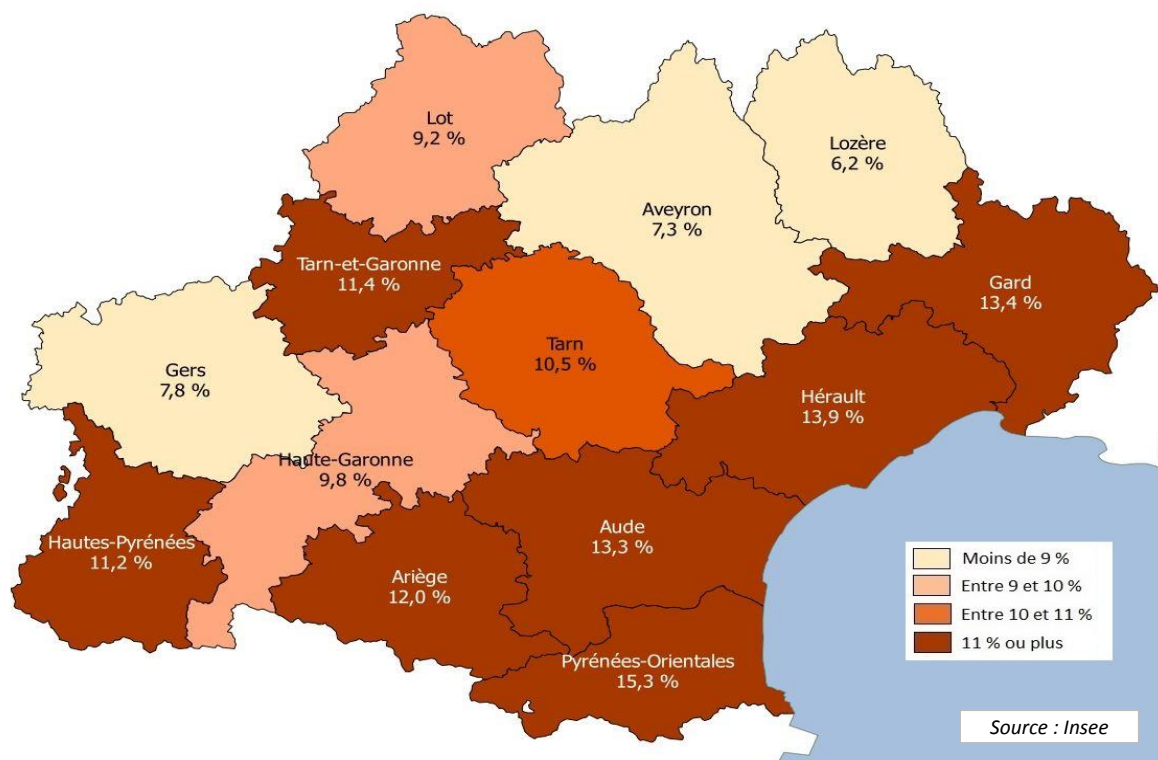 Lot
9,2 %
Lozère
6,2 %
Aveyron
7,3 %
Tarn-et-Garonne
11,4 %
Gard
13,4 %
Tarn
10,5 %
Gers
7,8 %
Hérault
13,9 %
Haute-Garonne
9,8 %
Aude
13,3 %
Hautes-Pyrénées
11,2 %
Ariège
12,0 %
Pyrénées-Orientales
15,3 %
Moins de 9 %
Entre 9 et 10 %
Entre 10 et 11 %
11 % ou plus
Source : Insee